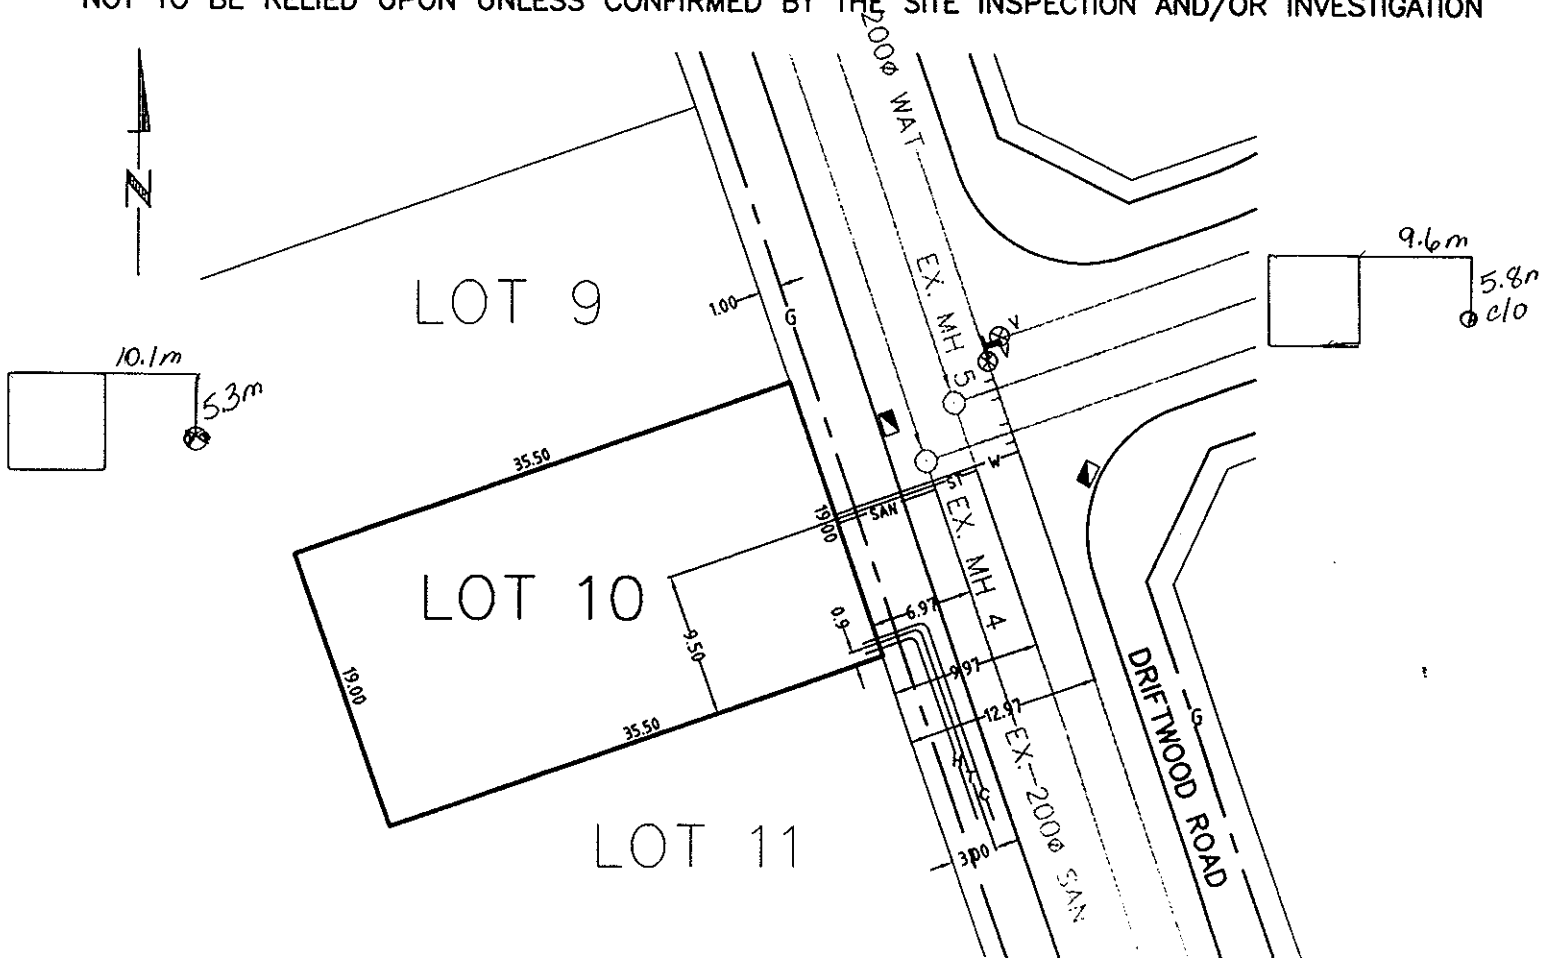 NOT TO BE RELIED UPON UNLESS CONFIRMED BY THE SITE INSPECTION AND/OR INVESTIGATION
200ø WAT
N
LOT 9
1.00
G
EX. MH 5
V
V
9.6m
5.8m
c/o
10.1m
5.3m
35.50
19.00
W
ST
SAN
EX. MH 4
LOT 10
9.50
0.9
6.97
9.97
12.97
19.00
35.50
H
T
C
EX. 200ø SAN
DRIFTWOOD ROAD
G
LOT 11
3.00